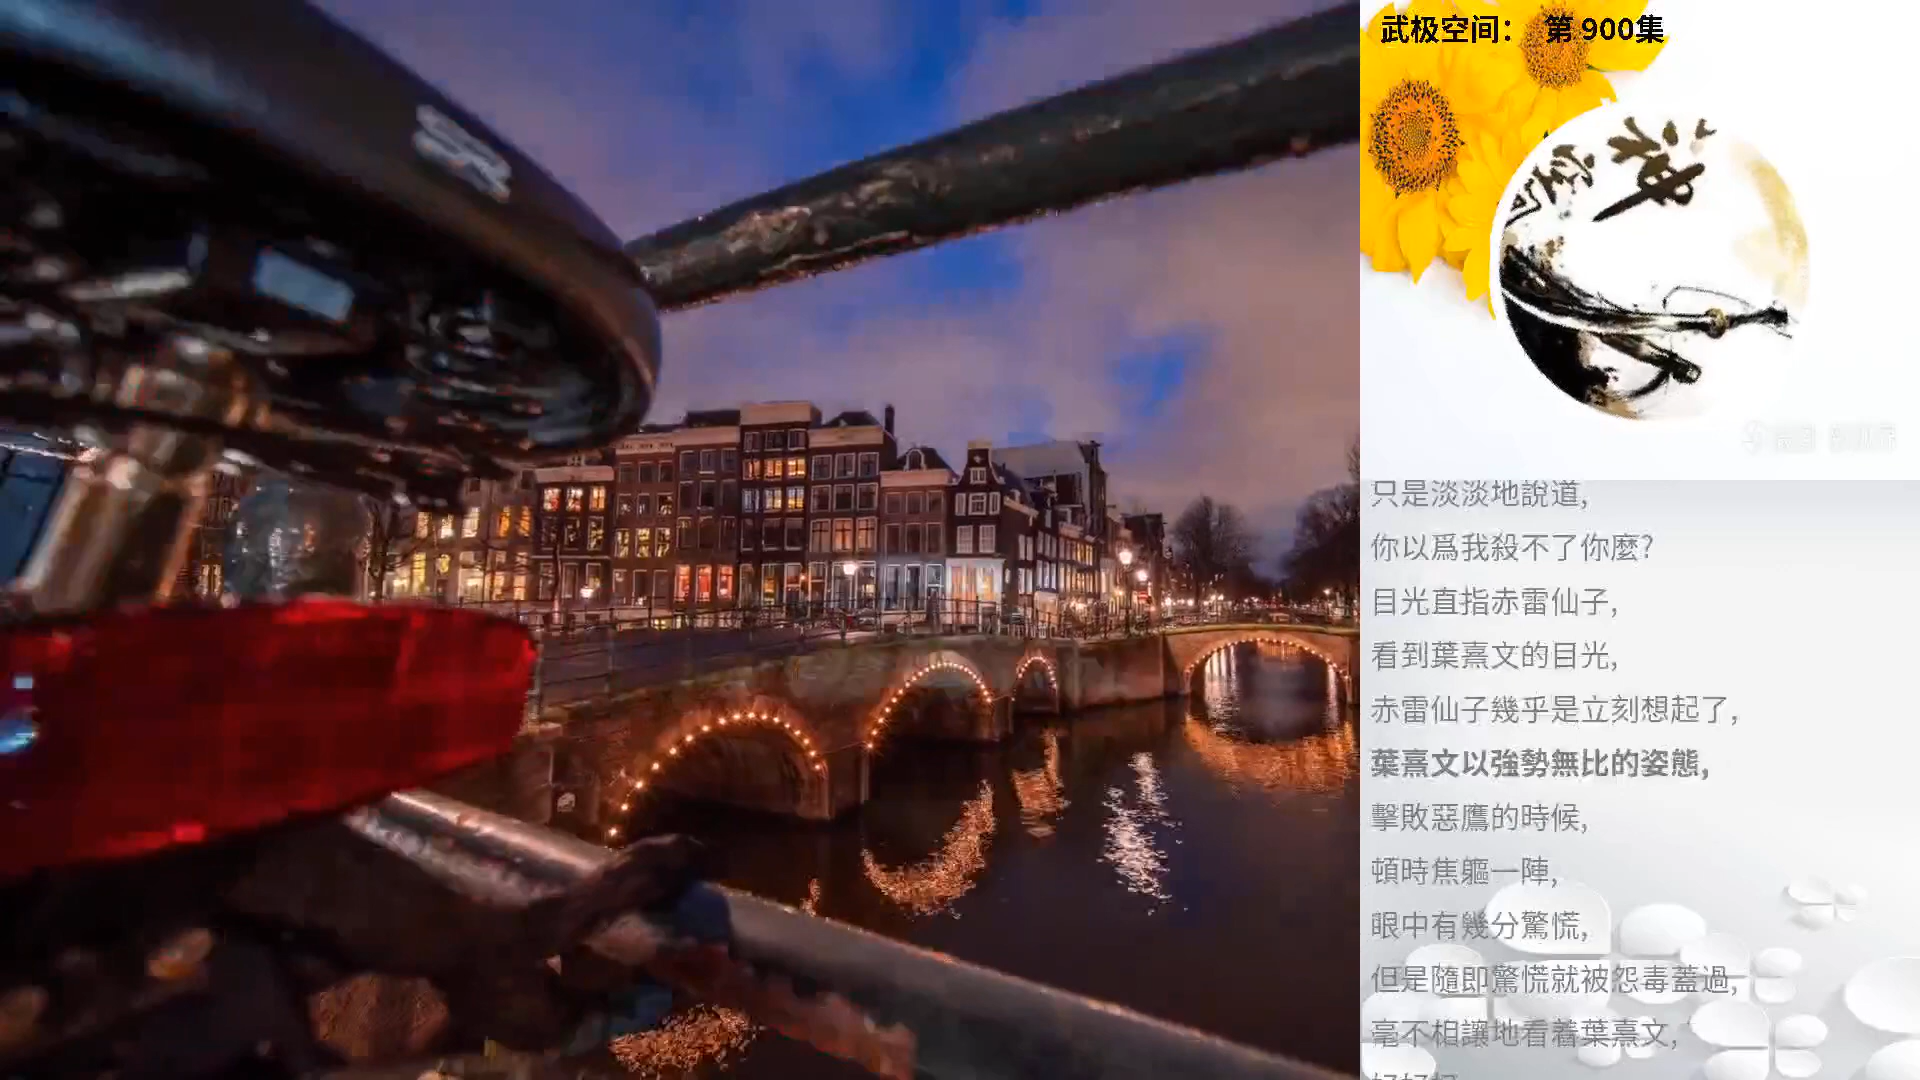 武极空间： 第 900集
神
只是淡淡地說道,
你以爲我殺不了你麼?
目光直指赤雷仙子,
看到葉熹文的目光,
赤雷仙子幾乎是立刻想起了,
葉熹文以強勢無比的姿態,
擊敗惡鷹的時候,
頓時焦軀一陣,
眼中有幾分驚慌,
但是隨即驚慌就被怨毒蓋過,
毫不相讓地看着葉熹文,